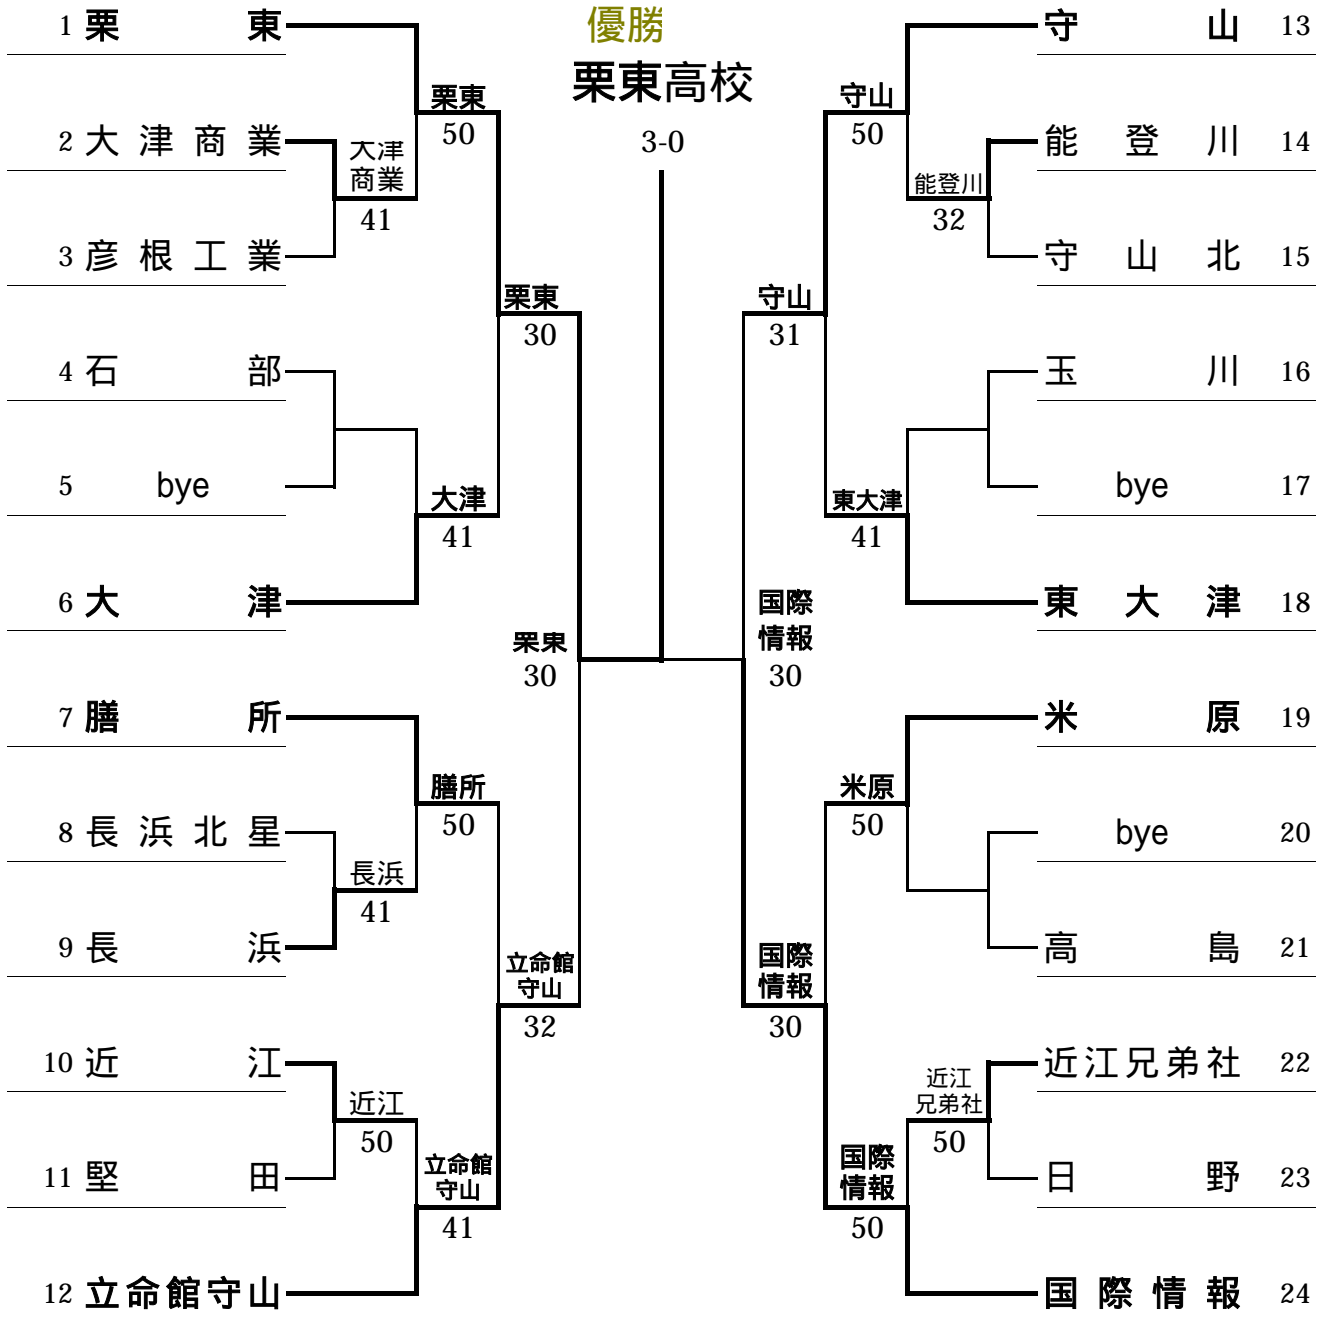 優勝
栗東高校
3-0
1 栗東
2 大津商業
3 彦根工業
4 石部
5 bye
6 大津
7 膳所
8 長浜北星
9 長浜
10 近江
11 堅田
12 立命館守山
大津
商業
41
長浜
41
近江
50
栗東
50
大津
41
膳所
50
立命館
守山
41
栗東
30
立命館
守山
32
栗東
30
国際
情報
30
守山
31
国際
情報
30
守山
50
東大津
41
米原
50
国際
情報
50
能登川
32
近江
兄弟社
50
守山 13
能登川 14
守山北 15
玉川 16
bye 17
東大津 18
米原 19
bye 20
高島 21
近江兄弟社 22
日野 23
国際情報 24